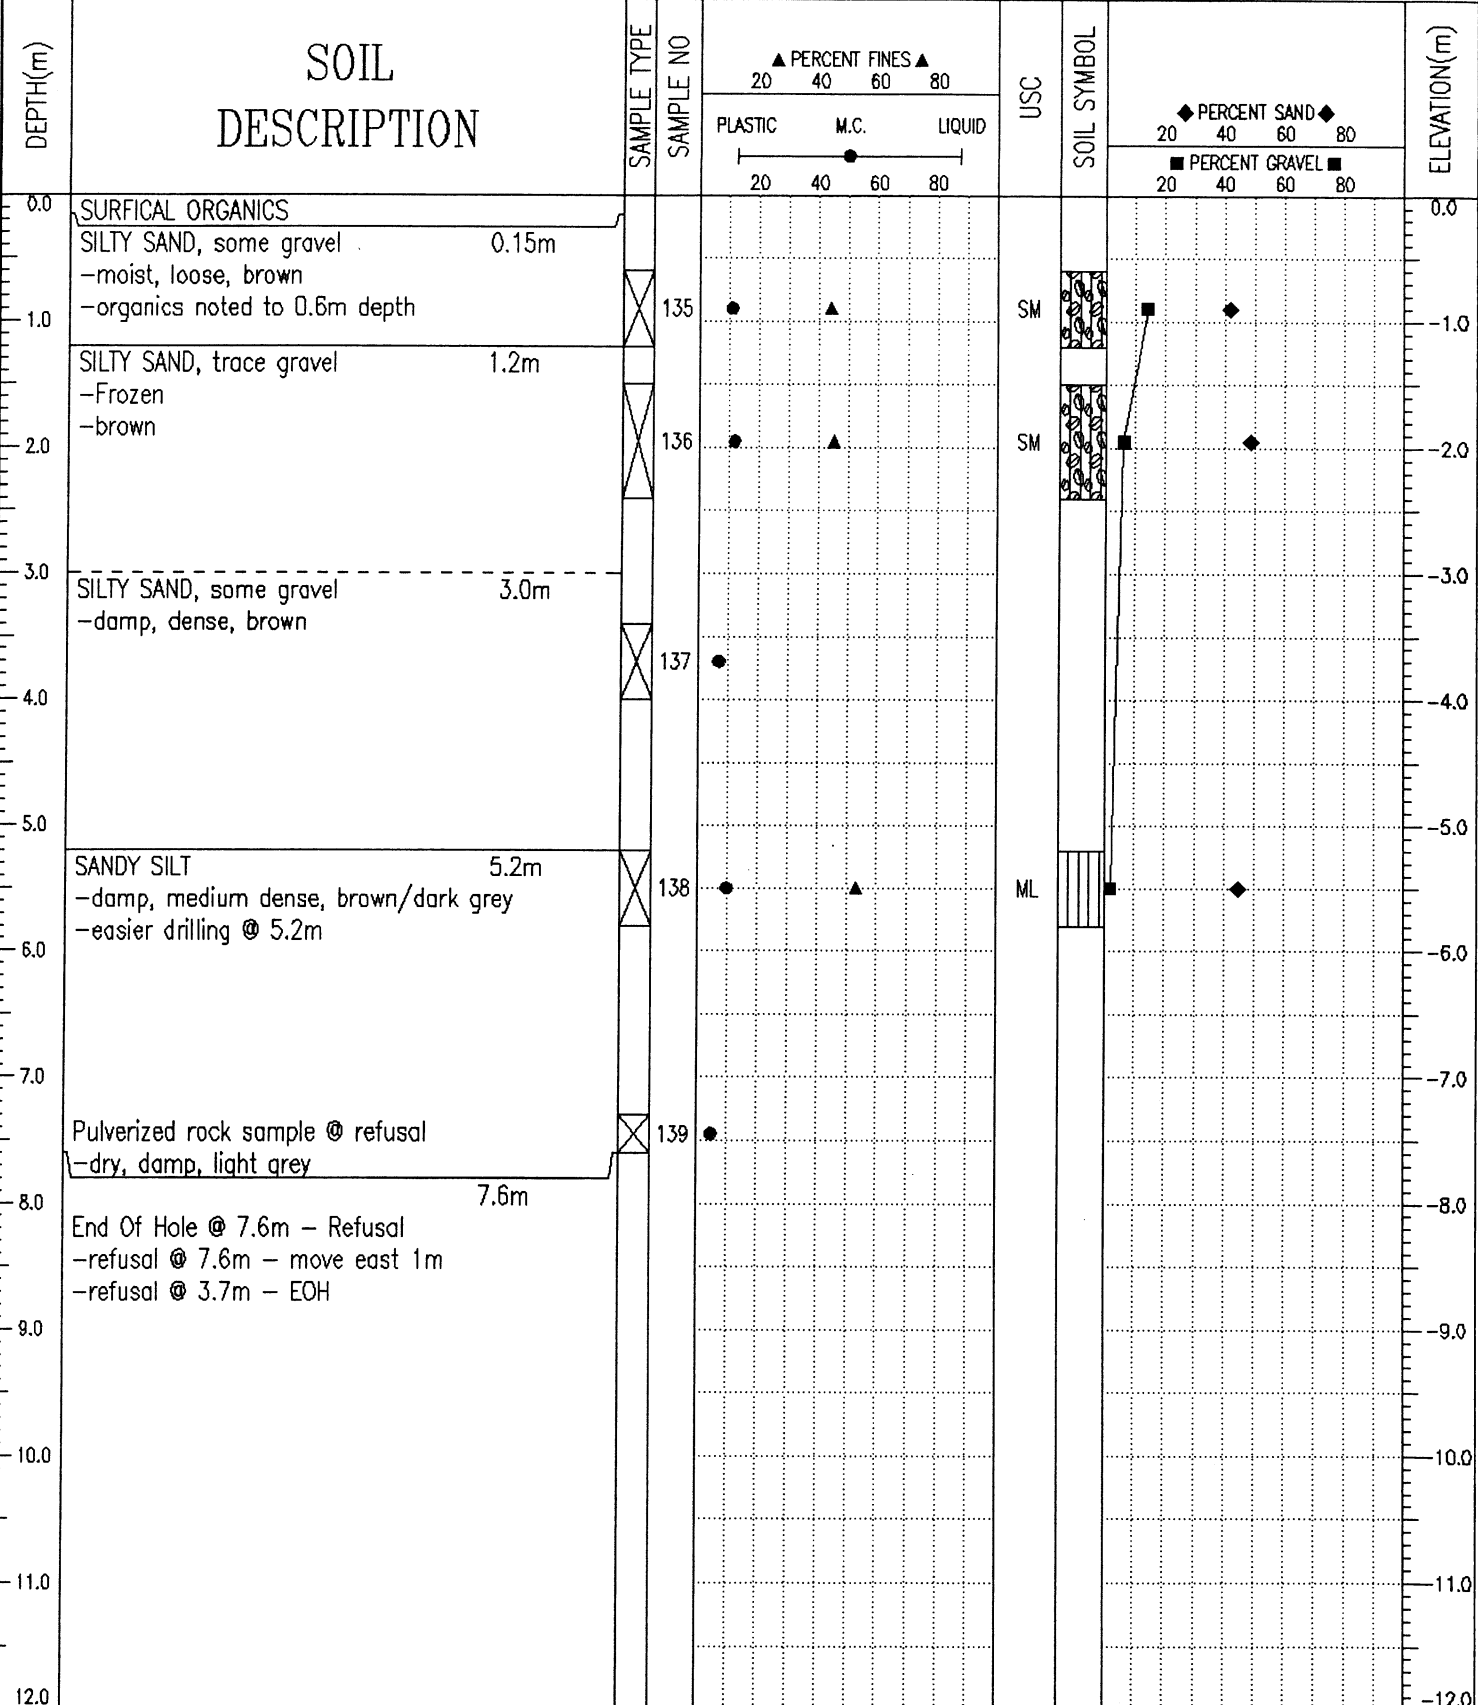 DEPTH(m)
SOIL
DESCRIPTION
SAMPLE TYPE
SAMPLE NO
▲ PERCENT FINES ▲
20 40 60 80
PLASTIC M.C. LIQUID
20 40 60 80
USC
SOIL SYMBOL
◆ PERCENT SAND ◆
20 40 60 80
■ PERCENT GRAVEL ■
20 40 60 80
ELEVATION(m)
0.0
1.0
2.0
3.0
4.0
5.0
6.0
7.0
8.0
9.0
10.0
11.0
12.0
SURFICAL ORGANICS
SILTY SAND, some gravel 0.15m
-moist, loose, brown
-organics noted to 0.6m depth
SILTY SAND, trace gravel 1.2m
-Frozen
-brown
SILTY SAND, some gravel 3.0m
-damp, dense, brown
SANDY SILT 5.2m
-damp, medium dense, brown/dark grey
-easier drilling @ 5.2m
Pulverized rock sample @ refusal
-dry, damp, light grey
7.6m
End Of Hole @ 7.6m - Refusal
-refusal @ 7.6m - move east 1m
-refusal @ 3.7m - EOH
135
136
137
138
139
SM
SM
ML
0.0
-1.0
-2.0
-3.0
-4.0
-5.0
-6.0
-7.0
-8.0
-9.0
-10.0
-11.0
-12.0